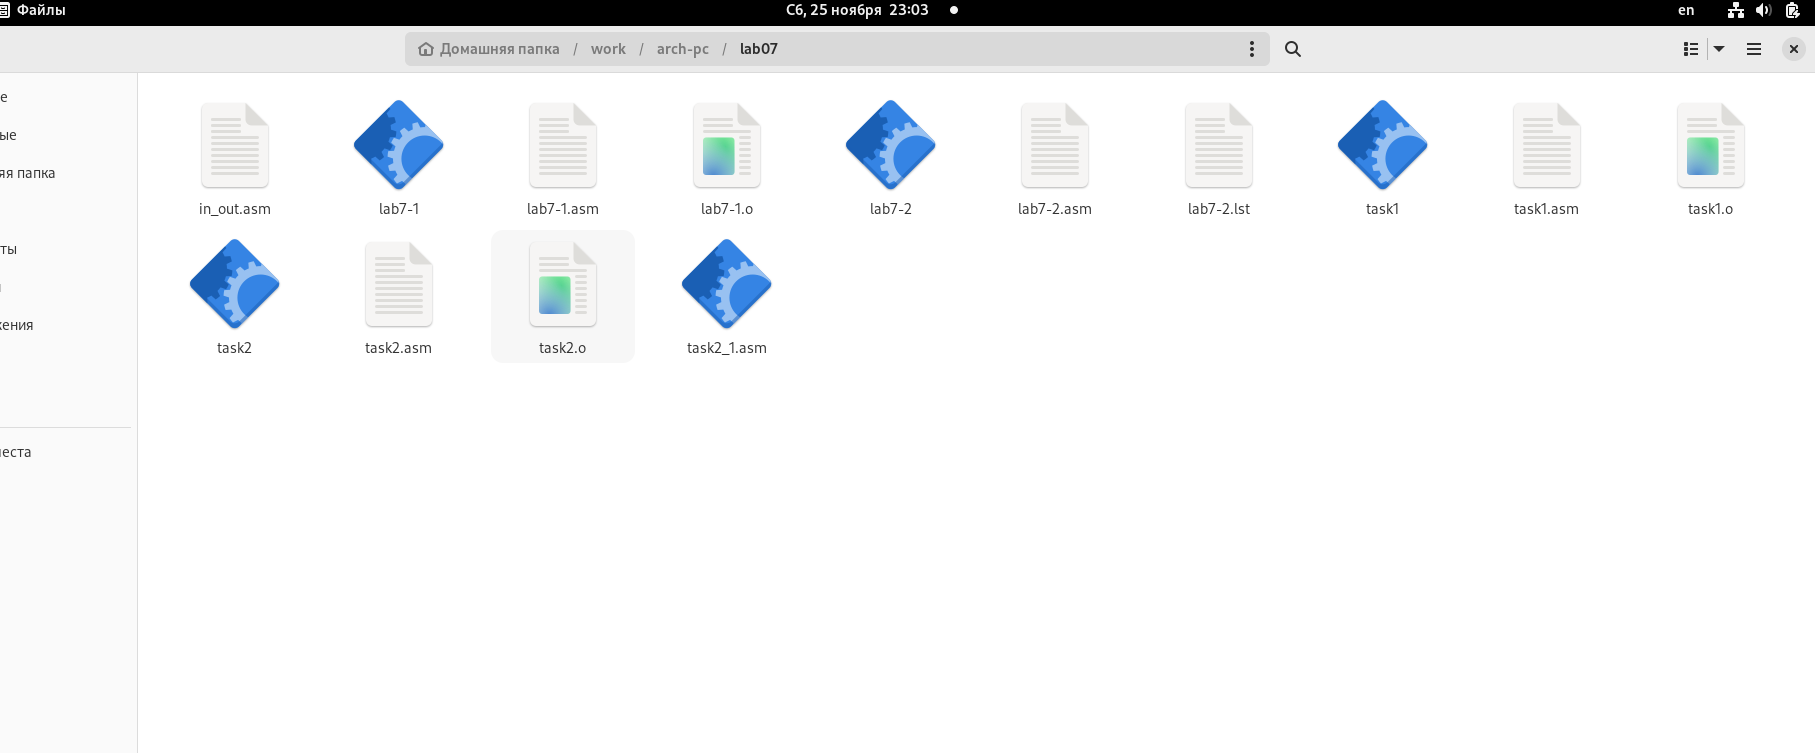 Файлы Сб, 25 ноября 23:03 en
Домашняя папка / work / arch-pc / lab07
in_out.asm lab7-1 lab7-1.asm lab7-1.o lab7-2 lab7-2.asm lab7-2.lst task1 task1.asm task1.o
папка
task2 task2.asm task2.o task2_1.asm